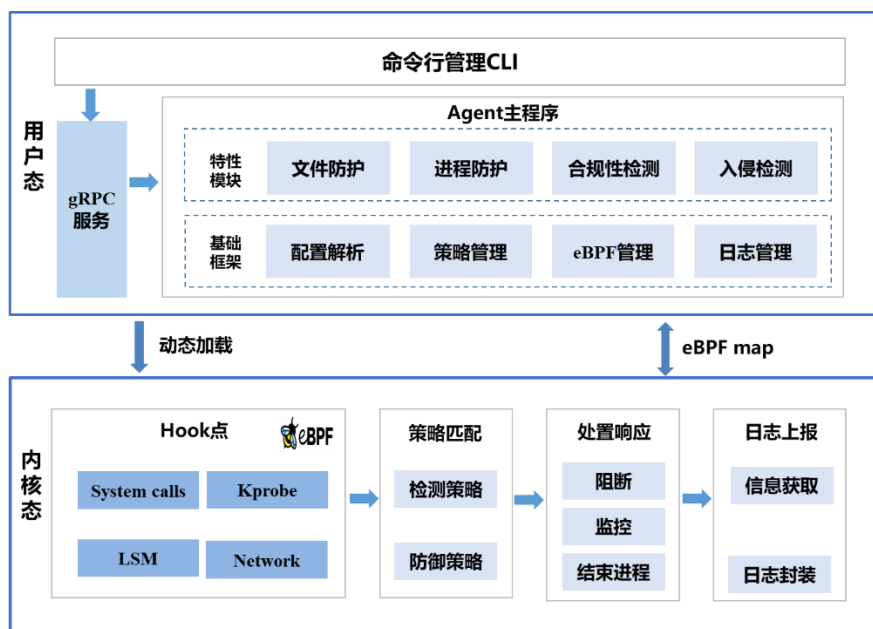 命令行管理CLI
用户态
gRPC
服务
Agent主程序
特性
模块
文件防护
进程防护
合规性检测
入侵检测
基础
框架
配置解析
策略管理
eBPF管理
日志管理
动态加载
eBPF map
内核态
Hook点
eBPF
System calls
Kprobe
LSM
Network
策略匹配
检测策略
防御策略
处置响应
阻断
监控
结束进程
日志上报
信息获取
日志封装